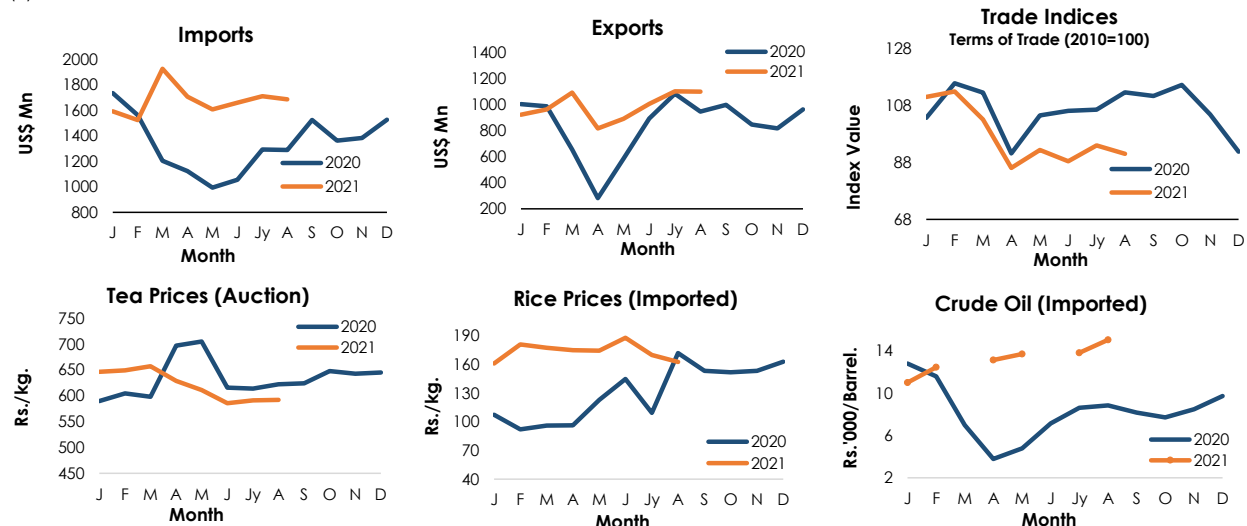 Imports
2000
1800
1600
1400
1200
1000
800
US$ Mn
2020
2021
J F M A M J Jy A S O N D
Month
Exports
1400
1200
1000
800
600
400
200
US$ Mn
2020
2021
J F M A M J Jy A S O N D
Month
Trade Indices
Terms of Trade (2010=100)
128
108
88
68
Index Value
2020
2021
J F M A M J Jy A S O N D
Month
Tea Prices (Auction)
750
700
650
600
550
500
450
Rs./kg.
2020
2021
J F M A M J Jy A S O N D
Month
Rice Prices (Imported)
190
160
130
100
70
40
Rs./kg.
2020
2021
J F M A M J Jy A S O N D
Month
Crude Oil (Imported)
14
10
6
2
Rs.'000/Barrel.
2020
2021
J F M A M J Jy A S O N D
Month